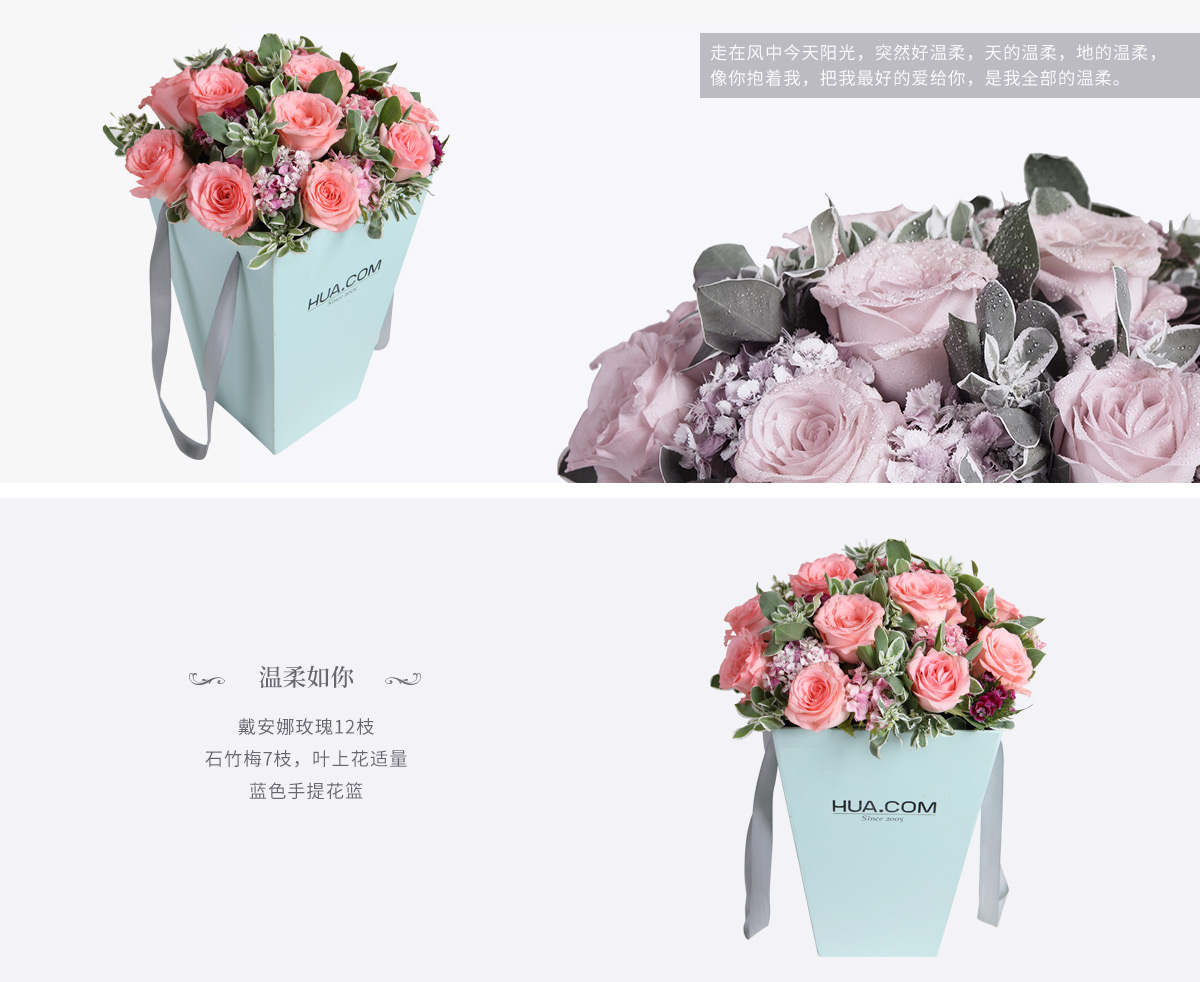 走在风中今天阳光，突然好温柔，天的温柔，地的温柔，
像你抱着我，把我最好的爱给你，是我全部的温柔。
HUA.COM
Since 2005
温柔如你
戴安娜玫瑰12枝
石竹梅7枝，叶上花适量
蓝色手提花篮
HUA.COM
Since 2005